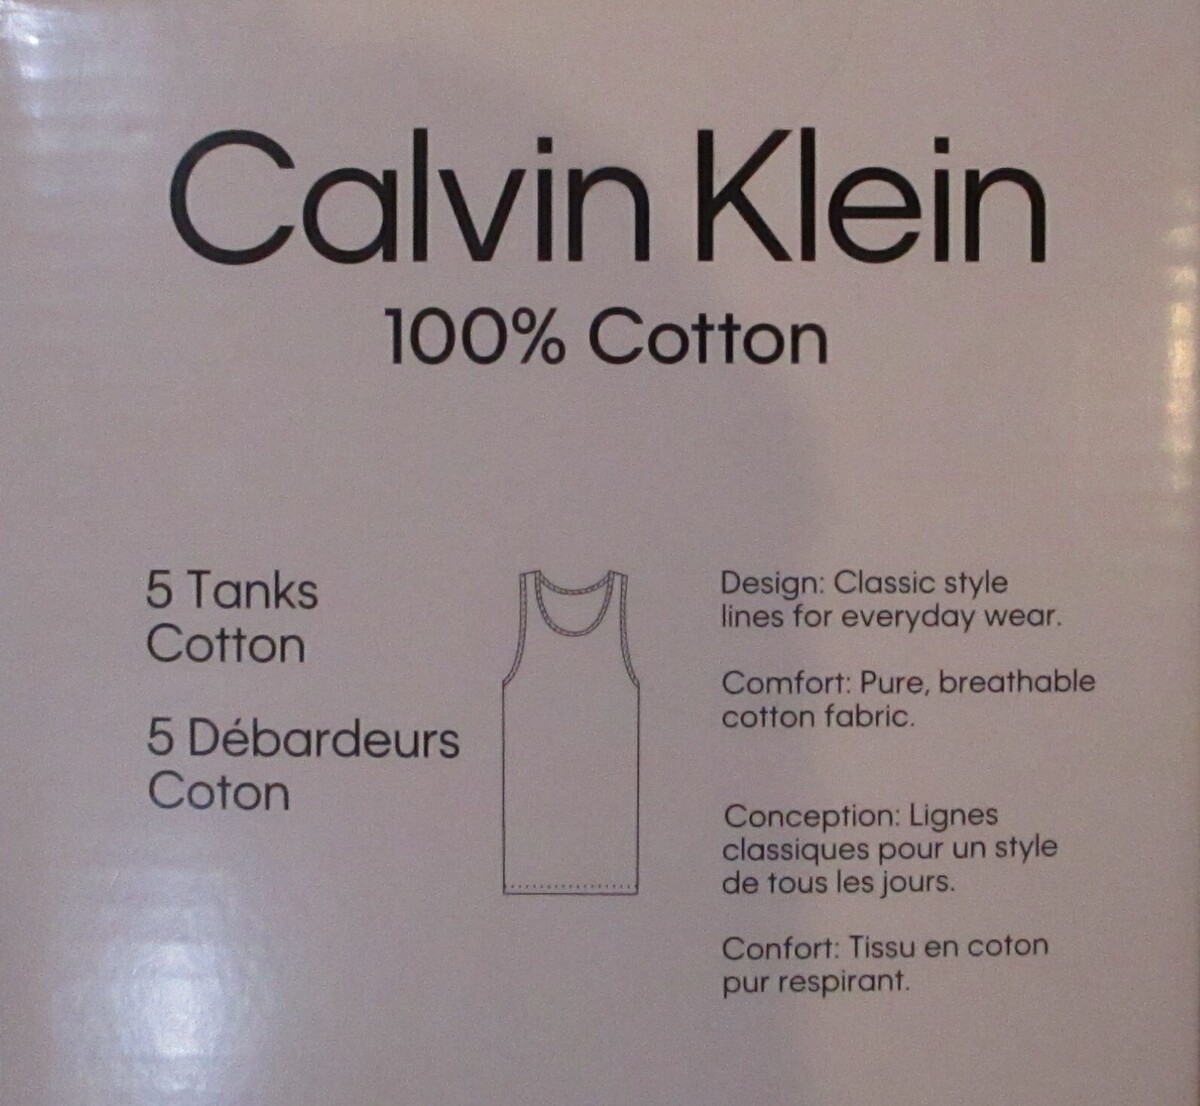 Calvin Klein
100% Cotton
5 Tanks
Cotton
5 Débardeurs
Coton
Design: Classic style
lines for everyday wear.
Comfort: Pure, breathable
cotton fabric.
Conception: Lignes
classiques pour un style
de tous les jours.
Confort: Tissu en coton
pur respirant.